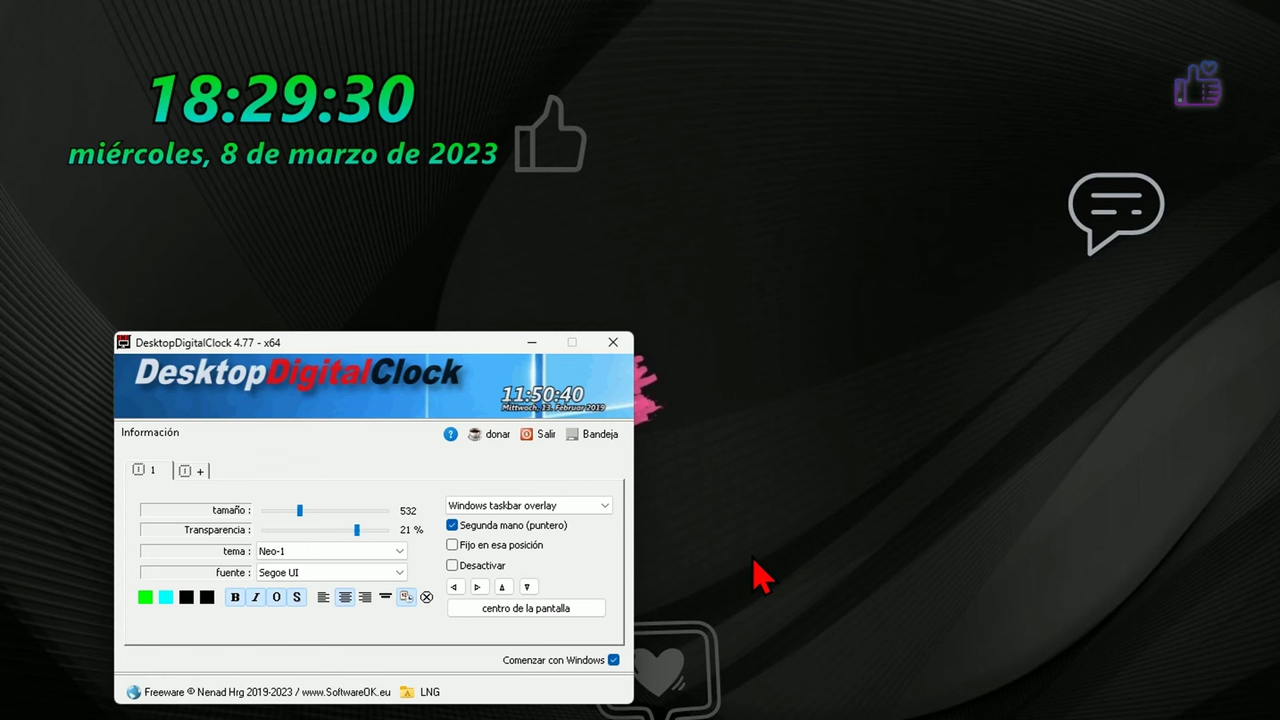 18:29:30
miércoles, 8 de marzo de 2023
DesktopDigitalClock 4.77 - x64
DesktopDigitalClock
11:50:40
Mittwoch, 13. Februar 2019
Información
? donar Salir Bandeja
1 +
tamaño : 532
Transparencia : 21 %
tema : Neo-1
fuente : Segoe UI
B I O S
Windows taskbar overlay
Segunda mano (puntero)
Fijo en esa posición
Desactivar
centro de la pantalla
Comenzar con Windows
Freeware © Nenad Hrg 2019-2023 / www.SoftwareOK.eu LNG